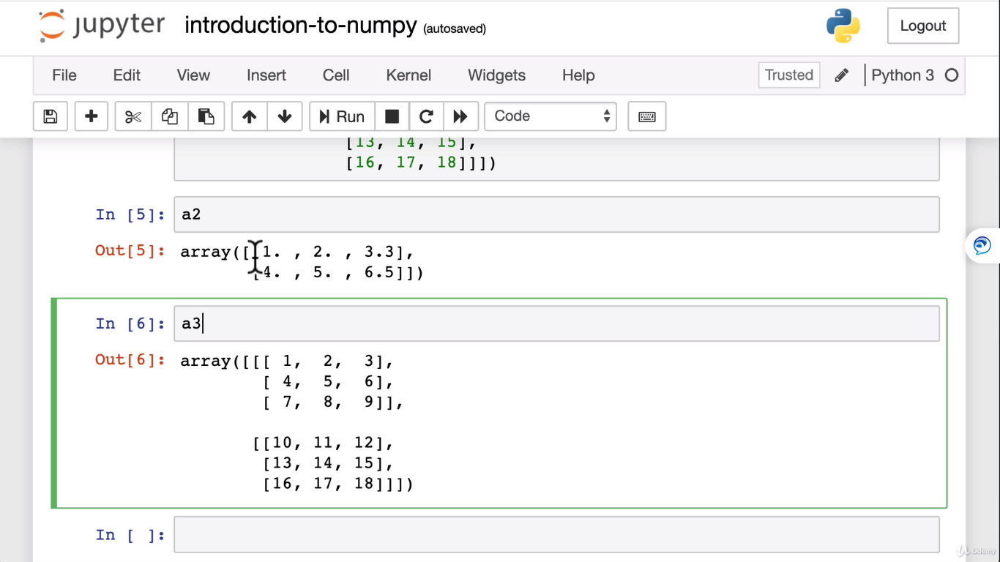 jupyter introduction-to-numpy (autosaved) Logout
File Edit View Insert Cell Kernel Widgets Help Trusted Python 3
Run Code
[13, 14, 15],
[16, 17, 18]]])
In [5]: a2
Out[5]: array([[1. , 2. , 3.3],
[4. , 5. , 6.5]])
In [6]: a3
Out[6]: array([[[ 1, 2, 3],
[ 4, 5, 6],
[ 7, 8, 9]],
[[10, 11, 12],
[13, 14, 15],
[16, 17, 18]]])
In [ ]:
Udemy